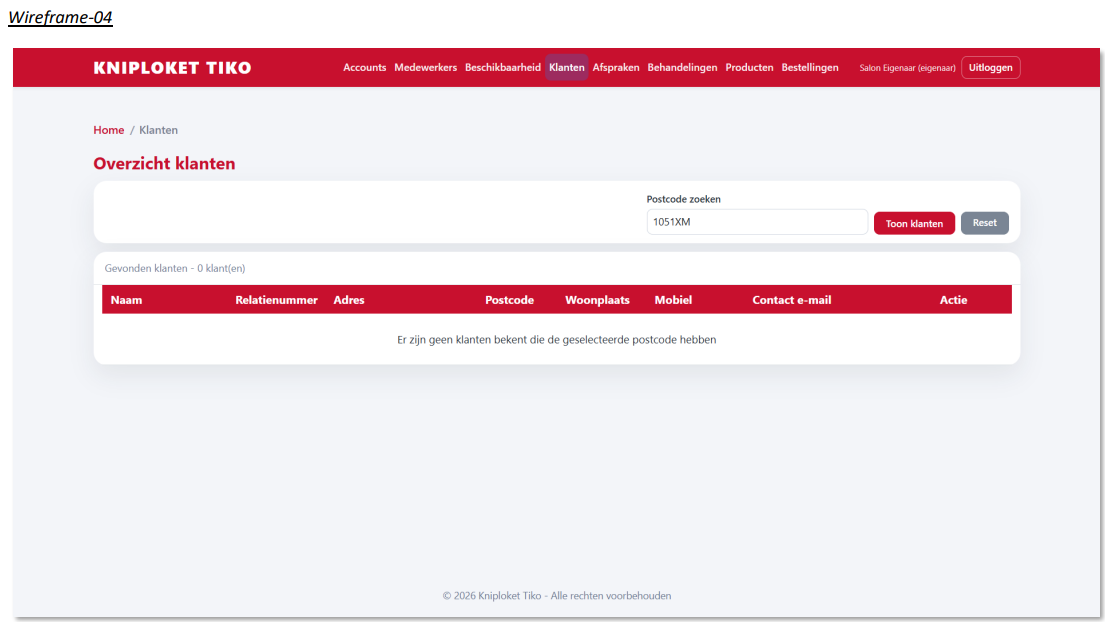 Wireframe-04
KNIPLOKET TIKO Accounts Medewerkers Beschikbaarheid Klanten Afspraken Behandelingen Producten Bestellingen Salon Eigenaar (eigenaar) Uitloggen
Home / Klanten
Overzicht klanten
Postcode zoeken
1051XM Toon klanten Reset
Gevonden klanten - 0 klant(en)
Naam Relatienummer Adres Postcode Woonplaats Mobiel Contact e-mail Actie
Er zijn geen klanten bekent die de geselecteerde postcode hebben
© 2026 Kniploket Tiko - Alle rechten voorbehouden